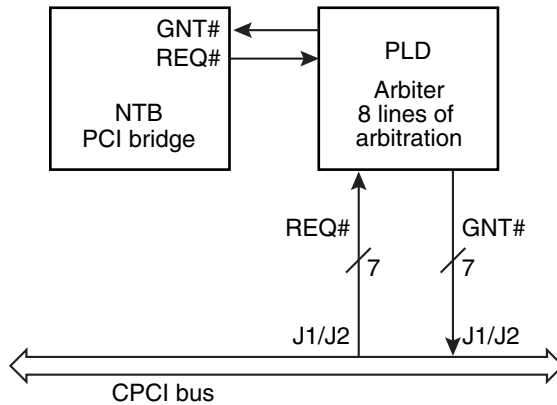 GNT#
REQ#
NTB
PCI bridge
PLD
Arbiter
8 lines of
arbitration
REQ#
GNT#
7
7
J1/J2
J1/J2
CPCI bus